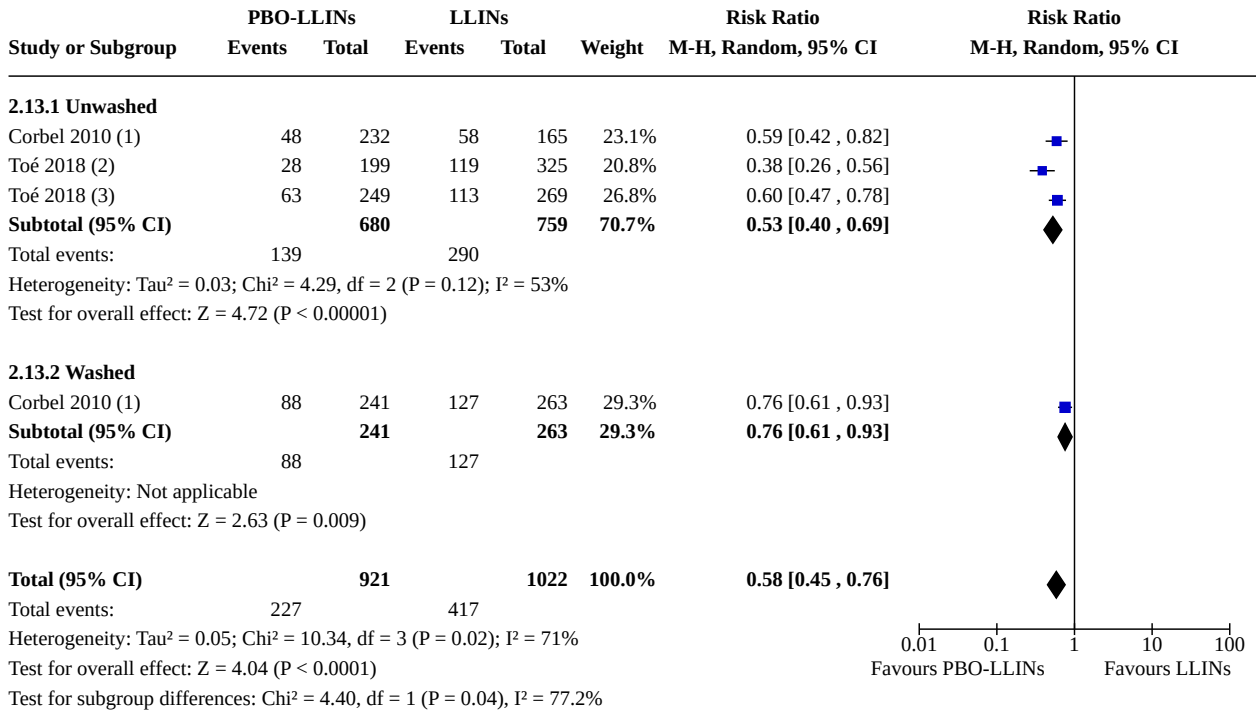 PBO-LLINs LLINs Risk Ratio Risk Ratio
Study or Subgroup Events Total Events Total Weight M-H, Random, 95% CI M-H, Random, 95% CI
2.13.1 Unwashed
Corbel 2010 (1) 48 232 58 165 23.1% 0.59 [0.42 , 0.82]
Toé 2018 (2) 28 199 119 325 20.8% 0.38 [0.26 , 0.56]
Toé 2018 (3) 63 249 113 269 26.8% 0.60 [0.47 , 0.78]
Subtotal (95% CI) 680 759 70.7% 0.53 [0.40 , 0.69]
Total events: 139 290
Heterogeneity: Tau² = 0.03; Chi² = 4.29, df = 2 (P = 0.12); I² = 53%
Test for overall effect: Z = 4.72 (P < 0.00001)
2.13.2 Washed
Corbel 2010 (1) 88 241 127 263 29.3% 0.76 [0.61 , 0.93]
Subtotal (95% CI) 241 263 29.3% 0.76 [0.61 , 0.93]
Total events: 88 127
Heterogeneity: Not applicable
Test for overall effect: Z = 2.63 (P = 0.009)
Total (95% CI) 921 1022 100.0% 0.58 [0.45 , 0.76]
Total events: 227 417
Heterogeneity: Tau² = 0.05; Chi² = 10.34, df = 3 (P = 0.02); I² = 71%
0.01 0.1 1 10 100
Test for overall effect: Z = 4.04 (P < 0.0001)
Favours PBO-LLINs Favours LLINs
Test for subgroup differences: Chi² = 4.40, df = 1 (P = 0.04), I² = 77.2%